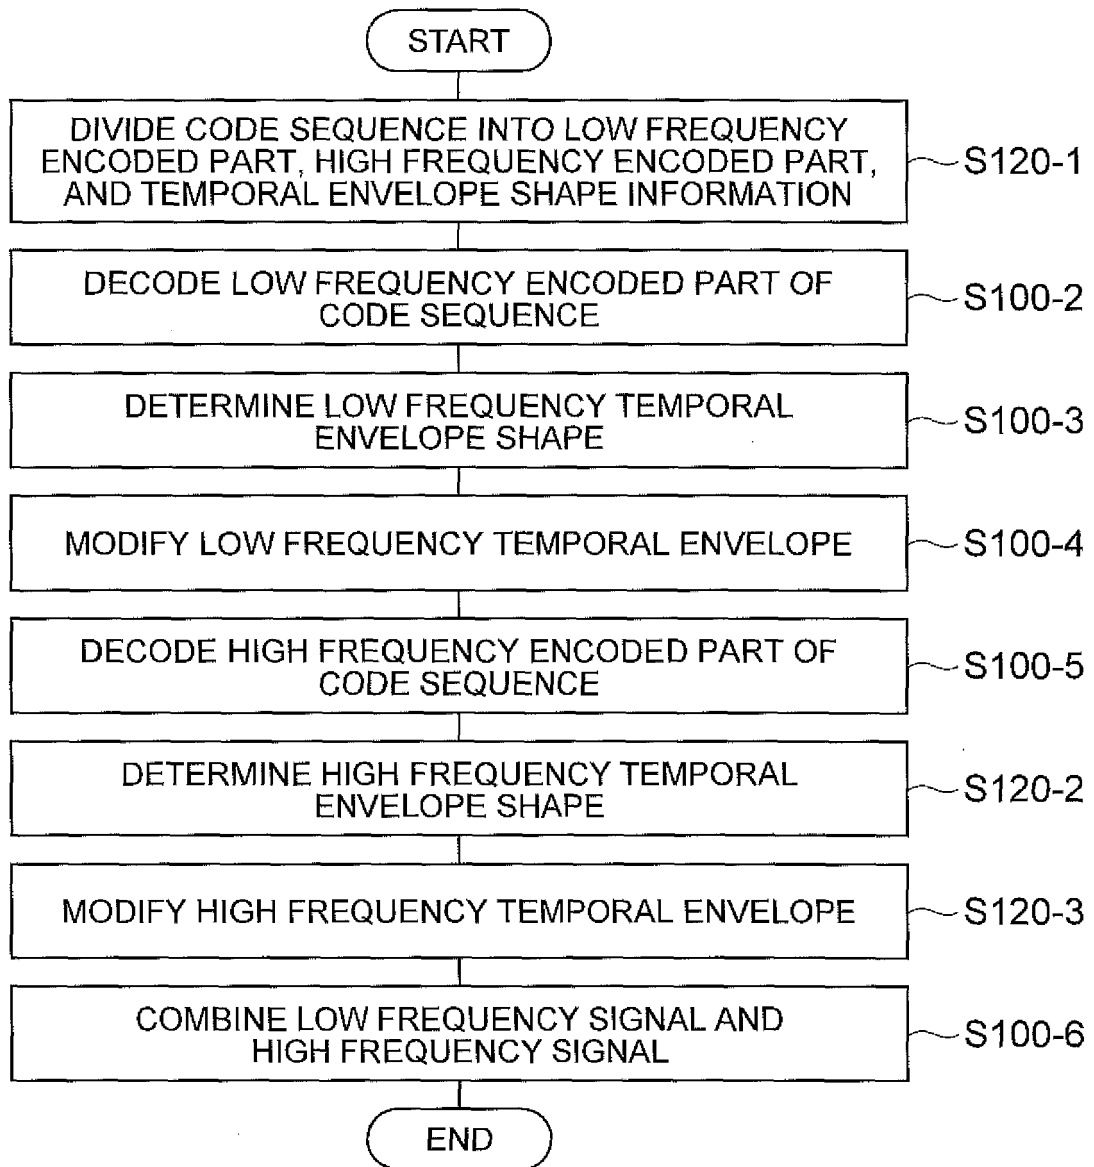 START
DIVIDE CODE SEQUENCE INTO LOW FREQUENCY
ENCODED PART, HIGH FREQUENCY ENCODED PART,
AND TEMPORAL ENVELOPE SHAPE INFORMATION
S120-1
DECODE LOW FREQUENCY ENCODED PART OF
CODE SEQUENCE
S100-2
DETERMINE LOW FREQUENCY TEMPORAL
ENVELOPE SHAPE
S100-3
MODIFY LOW FREQUENCY TEMPORAL ENVELOPE
S100-4
DECODE HIGH FREQUENCY ENCODED PART OF
CODE SEQUENCE
S100-5
DETERMINE HIGH FREQUENCY TEMPORAL
ENVELOPE SHAPE
S120-2
MODIFY HIGH FREQUENCY TEMPORAL ENVELOPE
S120-3
COMBINE LOW FREQUENCY SIGNAL AND
HIGH FREQUENCY SIGNAL
S100-6
END